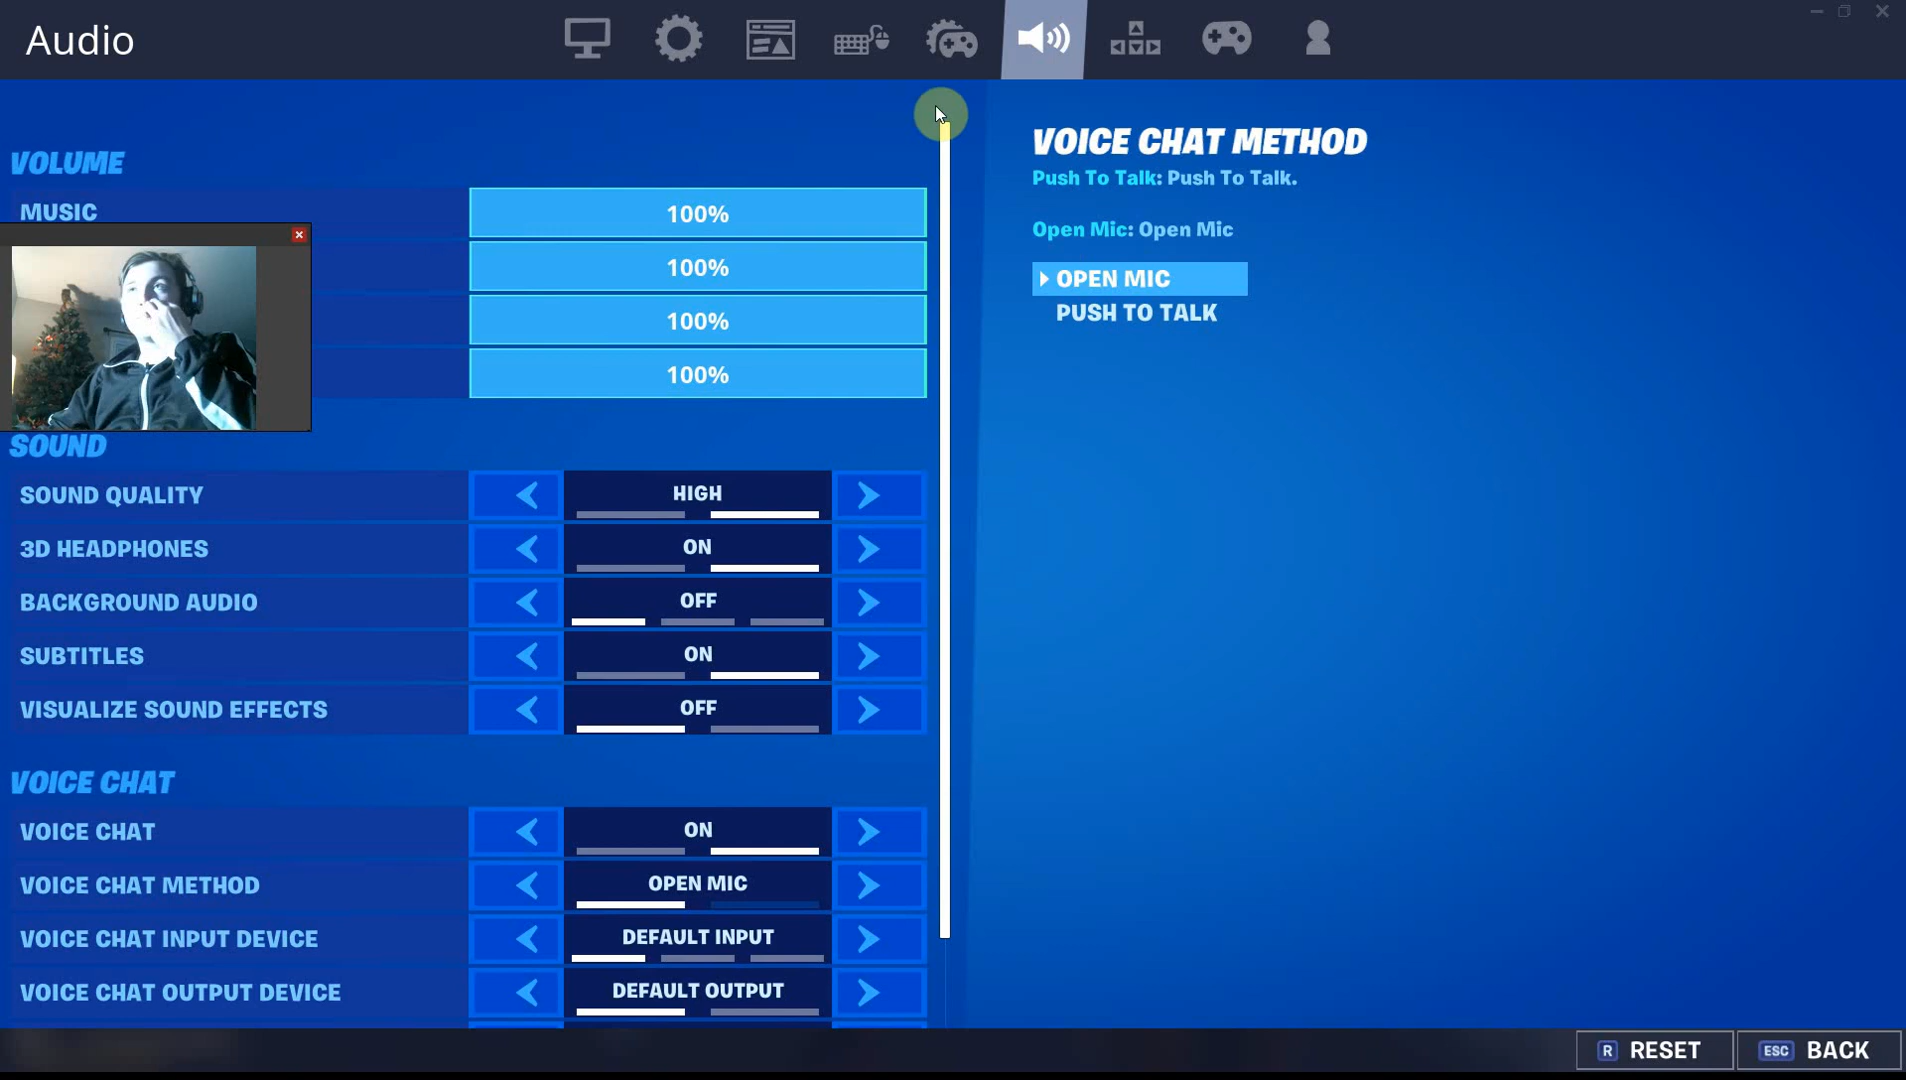 Audio
VOLUME
MUSIC
100%
100%
100%
100%
SOUND
SOUND QUALITY
HIGH
3D HEADPHONES
ON
BACKGROUND AUDIO
OFF
SUBTITLES
ON
VISUALIZE SOUND EFFECTS
OFF
VOICE CHAT
VOICE CHAT
ON
VOICE CHAT METHOD
OPEN MIC
VOICE CHAT INPUT DEVICE
DEFAULT INPUT
VOICE CHAT OUTPUT DEVICE
DEFAULT OUTPUT
VOICE CHAT METHOD
Push To Talk: Push To Talk.
Open Mic: Open Mic
OPEN MIC
PUSH TO TALK
R RESET
ESC BACK